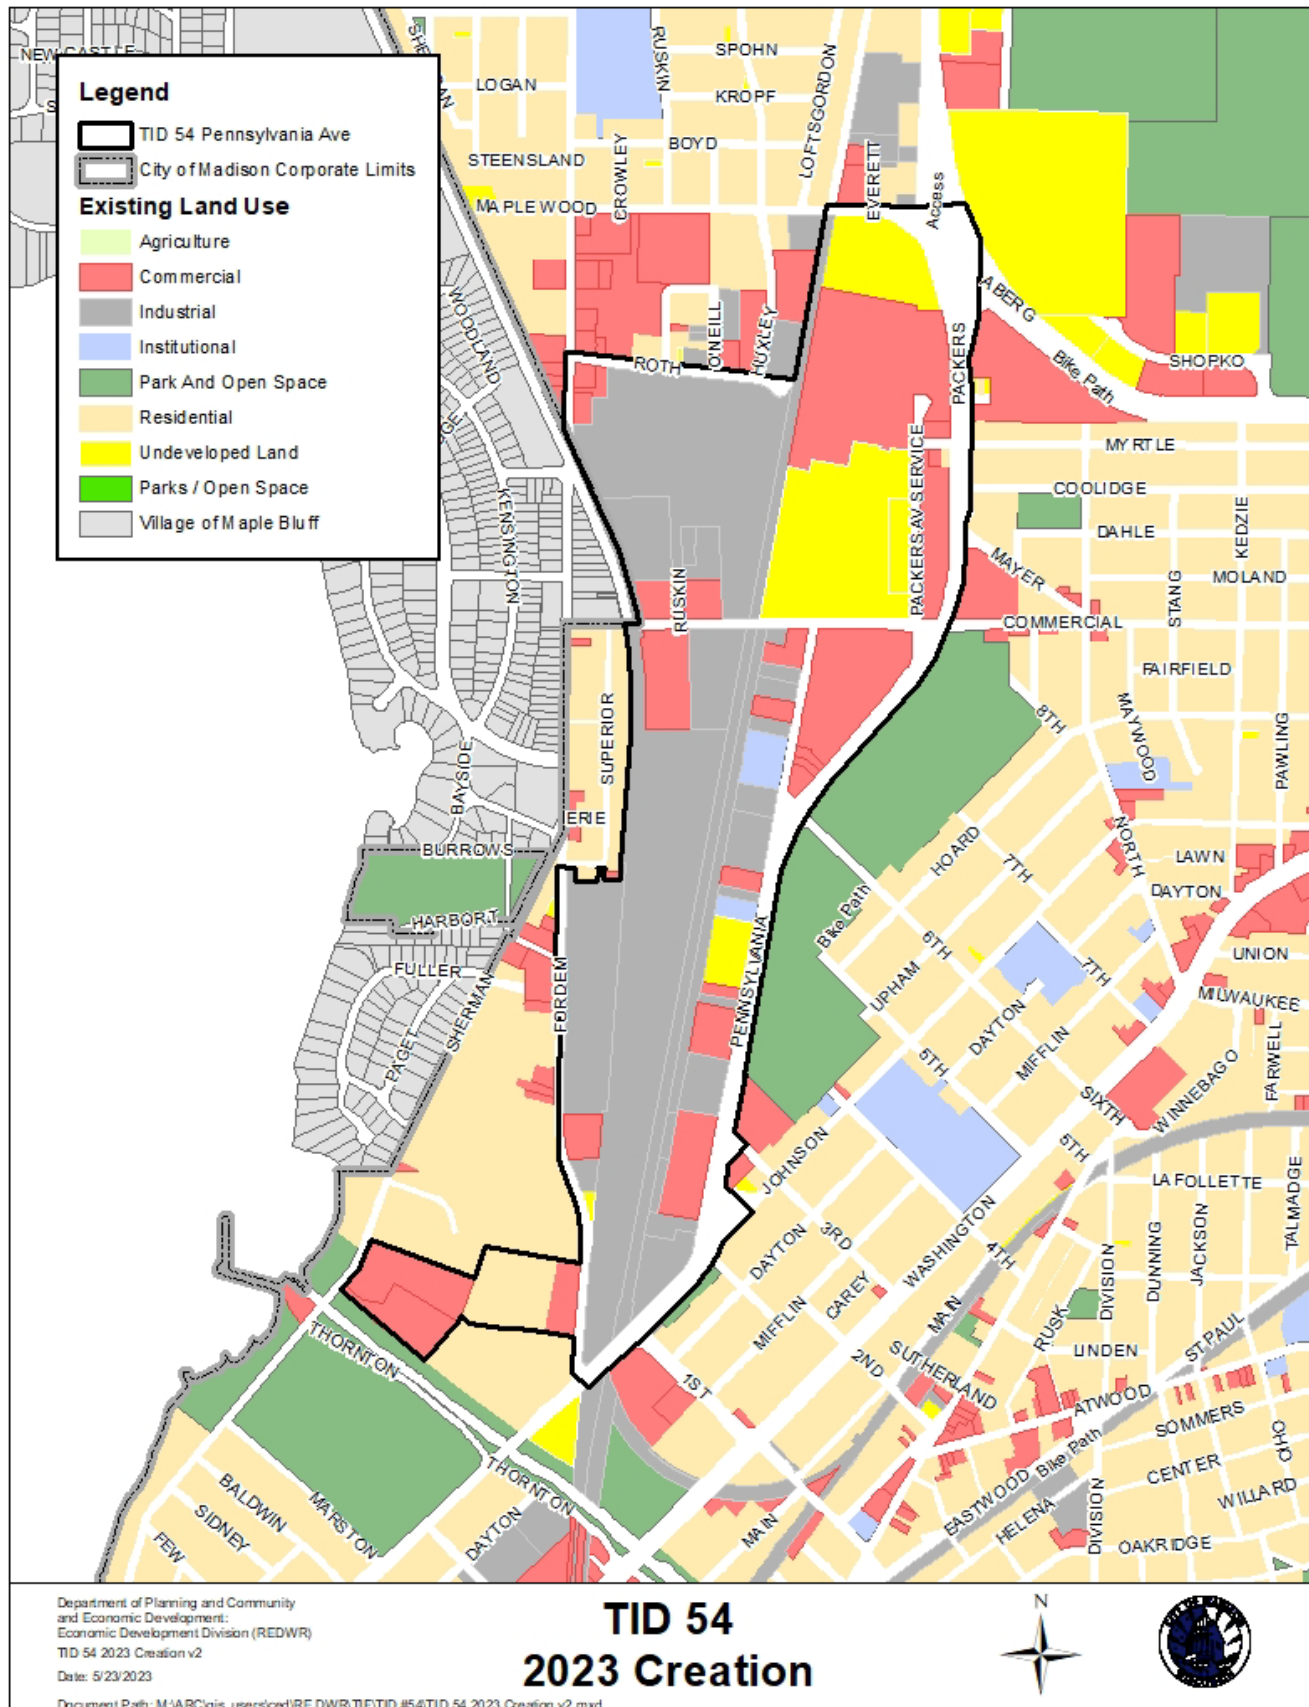 NEW CASTLE
Legend
TID 54 Pennsylvania Ave
City of Madison Corporate Limits
Existing Land Use
Agriculture
Commercial
Industrial
Institutional
Park And Open Space
Residential
Undeveloped Land
Parks / Open Space
Village of Maple Bluff
RUSKIN
SPOHN
LOGAN
KROPF
LOFTSGORDON
BOYD
STEENSLAND
CROWLEY
EVERETT
MAPLEWOOD
Access
WOODLAND
ABERG
O'NEILL
HUXLEY
ROTH
PACKERS
Bike Path
SHOPKO
MYRTLE
PACKERS AV SERVICE
COOLIDGE
KENSINGTON
DAHLE
KEDZIE
MAYER
MOLAND
STANG
RUSKIN
COMMERCIAL
FAIRFIELD
SUPERIOR
8TH
MAYWOOD
PAWLING
BAYSIDE
ERIE
BURROWS
HOARD
7TH
NORTH
LAWN
DAYTON
HARBORT
Bike Path
6TH
UNION
FULLER
FORDEM
PENNSYLVANIA
UPHAM
7TH
SHERMAN
DAYTON
MILWAUKEE
PAGET
MIFFLIN
5TH
WINNEBAGO
FARWELL
SIXTH
5TH
JOHNSON
LAFOLLETTE
TALMADGE
DAYTON
3RD
WASHINGTON
4TH
DUNNING
JACKSON
DIVISION
MIFFLIN
CAREY
MAIN
RUSK
ST PAUL
THORNTON
2ND
SUTHERLAND
LINDEN
1ST
ATWOOD
SOMMERS
OHIO
THORNTON
Bike Path
CENTER
BALDWIN
EASTWOOD
WILLARD
MARSTON
SIDNEY
HELENA
DIVISION
FEW
DAYTON
MAIN
OAKRIDGE
Department of Planning and Community
and Economic Development:
Economic Development Division (REDWR)
TID 54 2023 Creation v2
Date: 5/23/2023
TID 54
2023 Creation
N